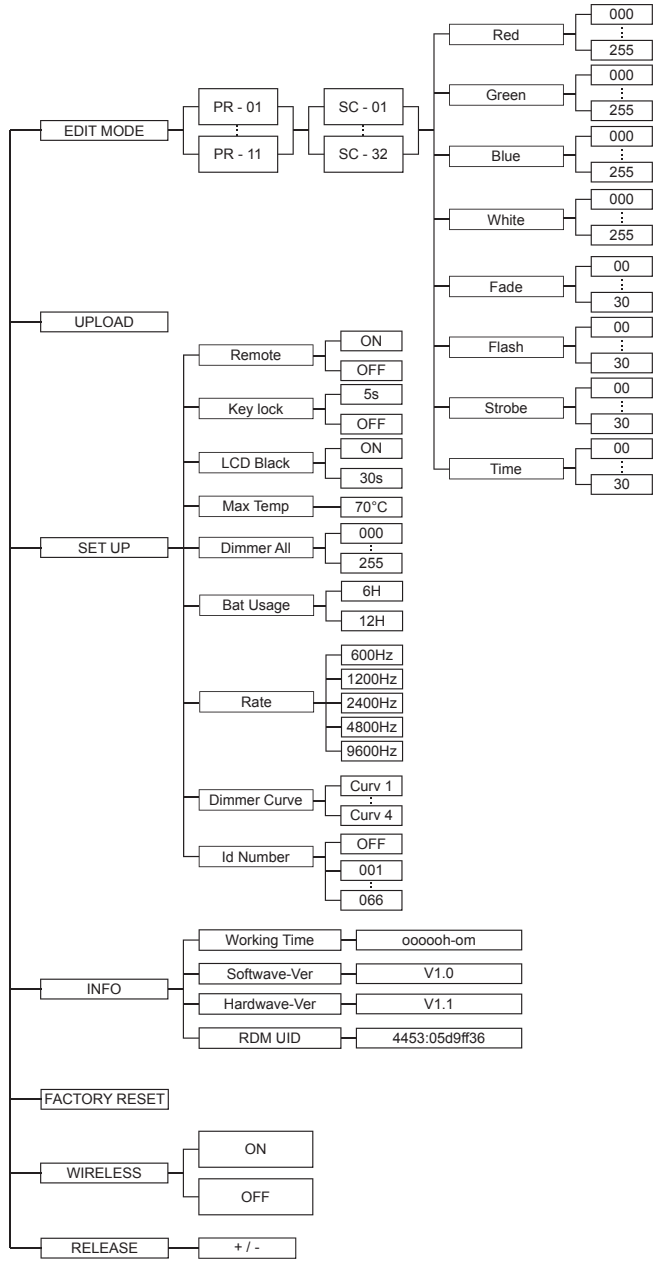 EDIT MODE
PR - 01
PR - 11
SC - 01
SC - 32
Red
000
255
Green
000
255
Blue
000
255
White
000
255
Fade
00
30
Flash
00
30
Strobe
00
30
Time
00
30
UPLOAD
SET UP
Remote
ON
OFF
Key lock
5s
OFF
LCD Black
ON
30s
Max Temp
70°C
Dimmer All
000
255
Bat Usage
6H
12H
Rate
600Hz
1200Hz
2400Hz
4800Hz
9600Hz
Dimmer Curve
Curv 1
Curv 4
Id Number
OFF
001
066
INFO
Working Time
ooooh-om
Softwave-Ver
V1.0
Hardwave-Ver
V1.1
RDM UID
4453:05d9ff36
FACTORY RESET
WIRELESS
ON
OFF
RELEASE
+ / -